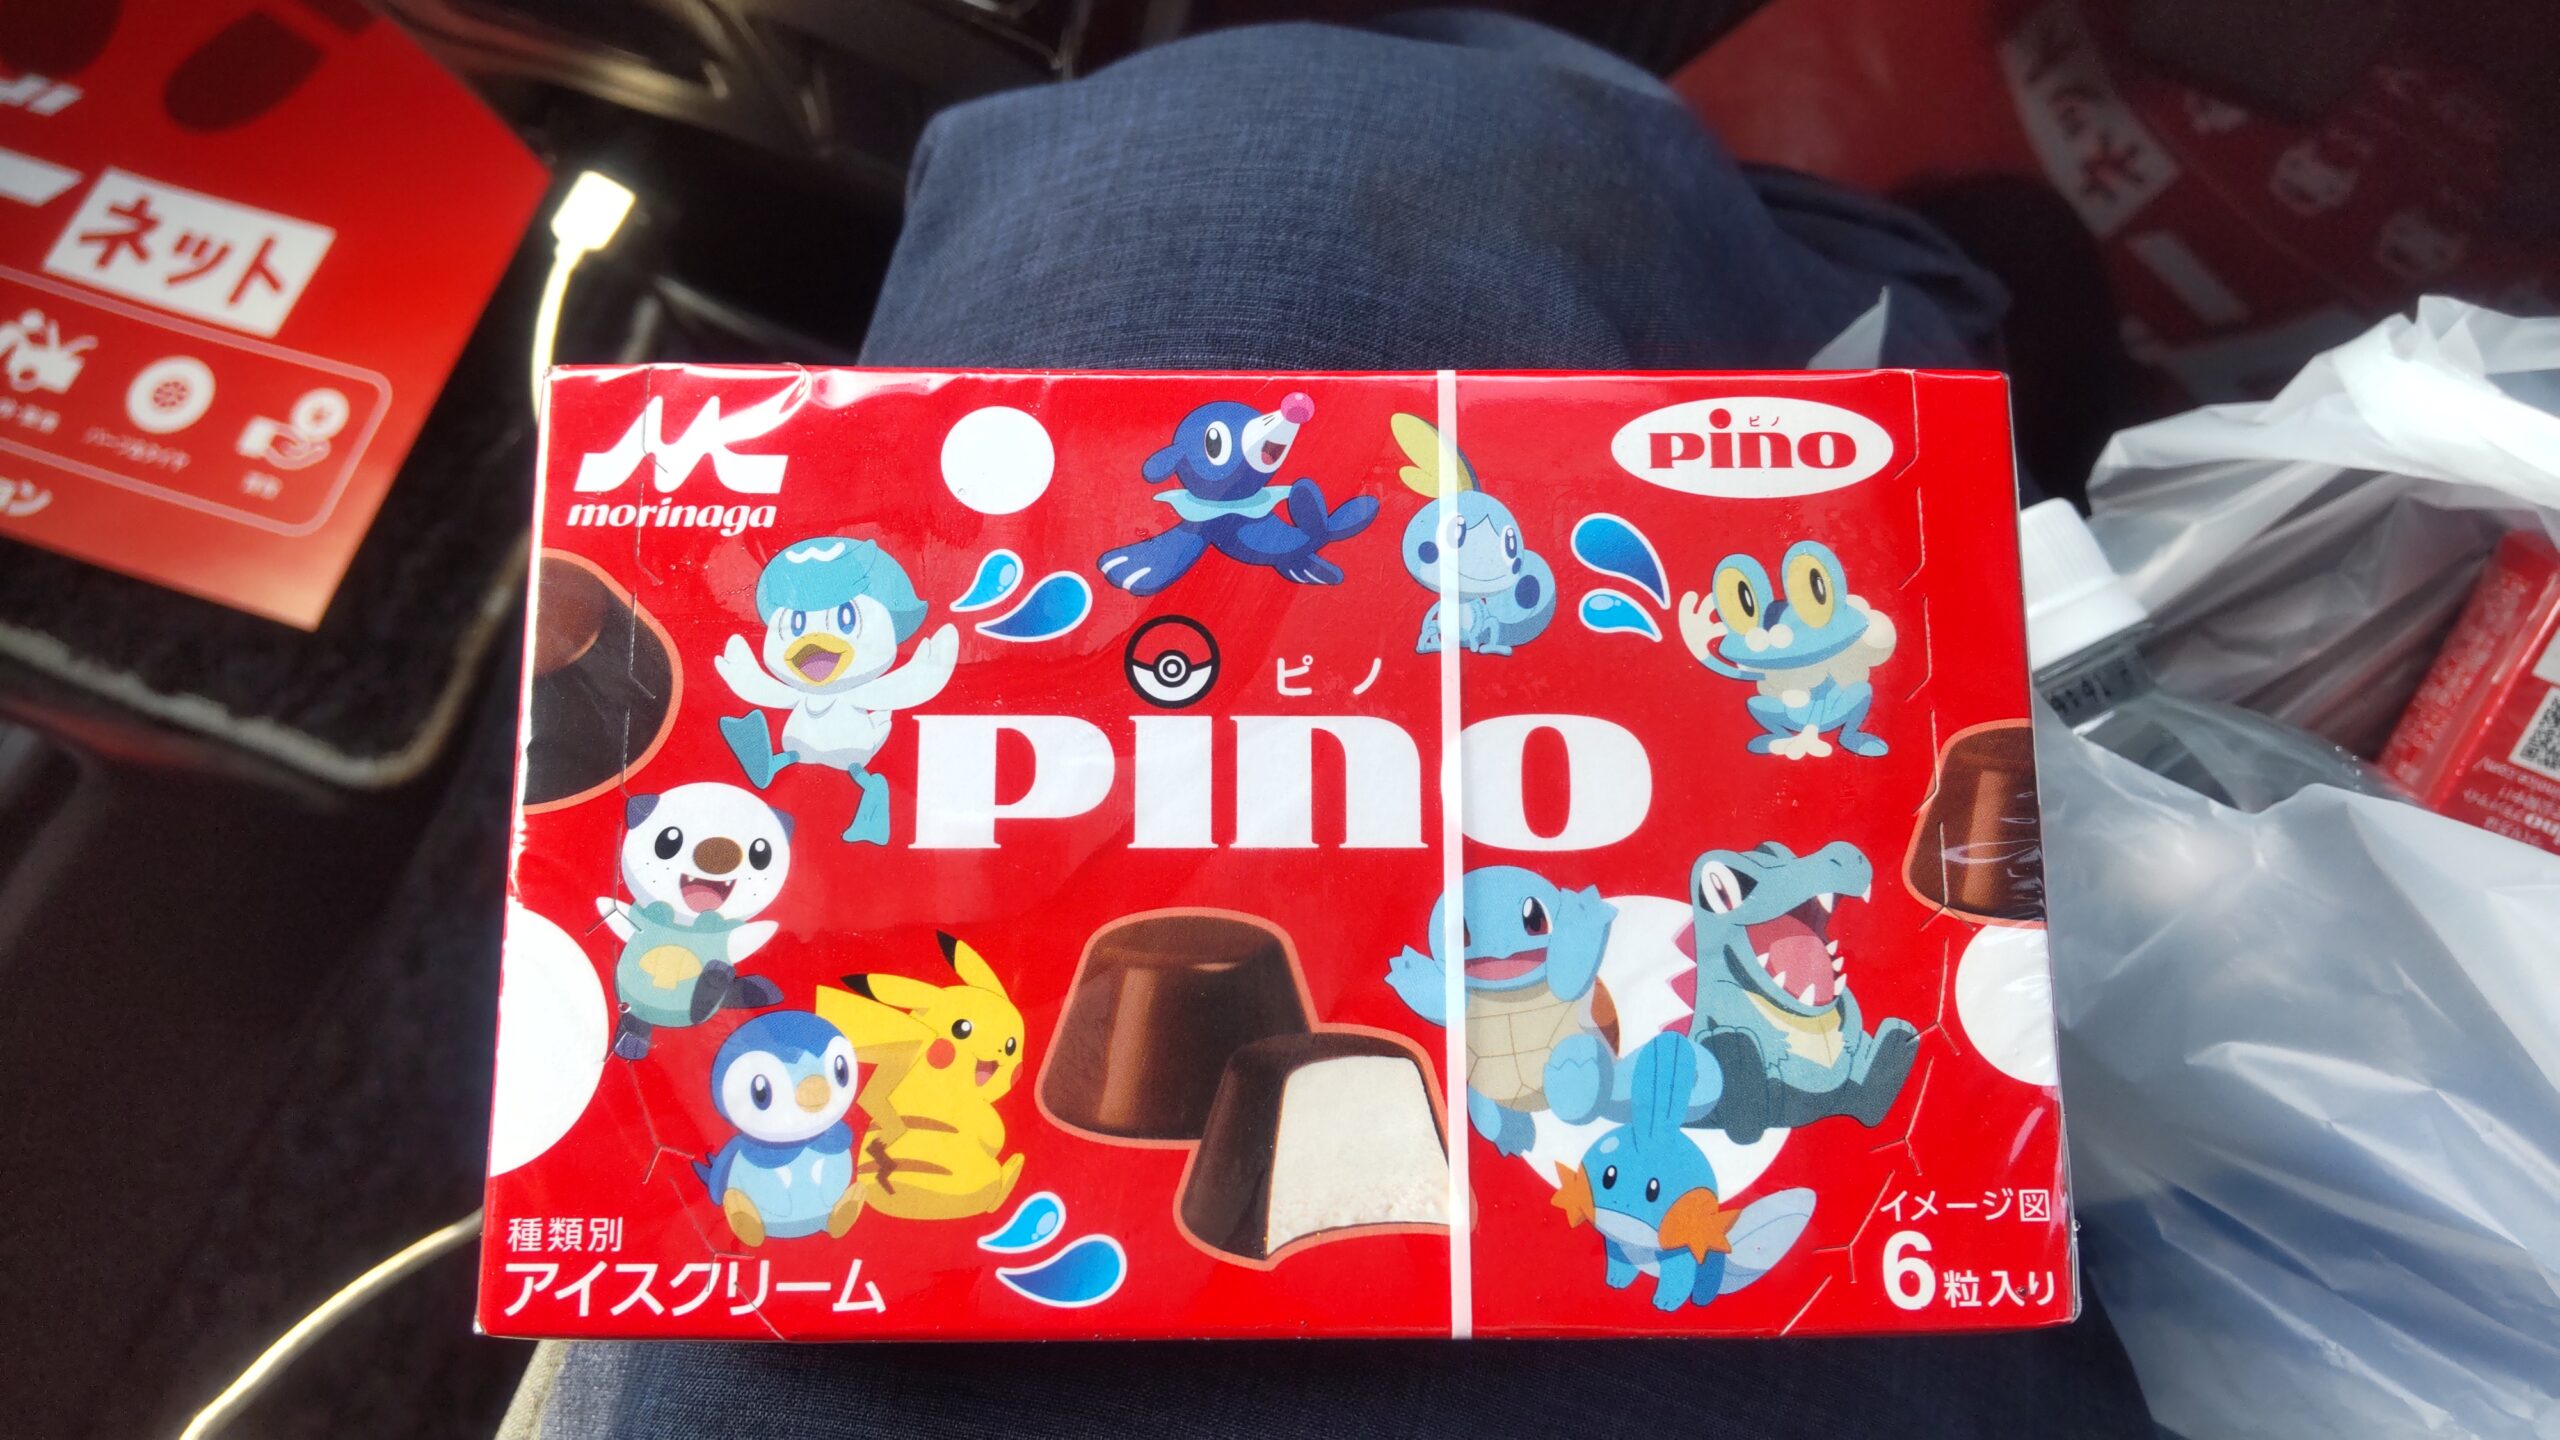 ネット
morinaga
ピノ
pino
ピノ
pino
種類別
アイスクリーム
イメージ図
6粒入り